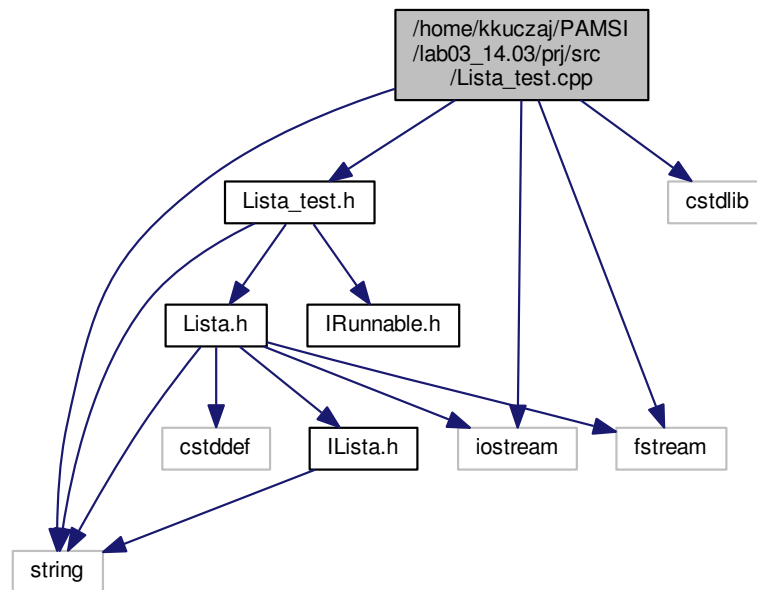 /home/kkuczaj/PAMSI
/lab03_14.03/prj/src
/Lista_test.cpp
Lista_test.h
cstdlib
Lista.h
IRunnable.h
cstddef
ILista.h
iostream
fstream
string